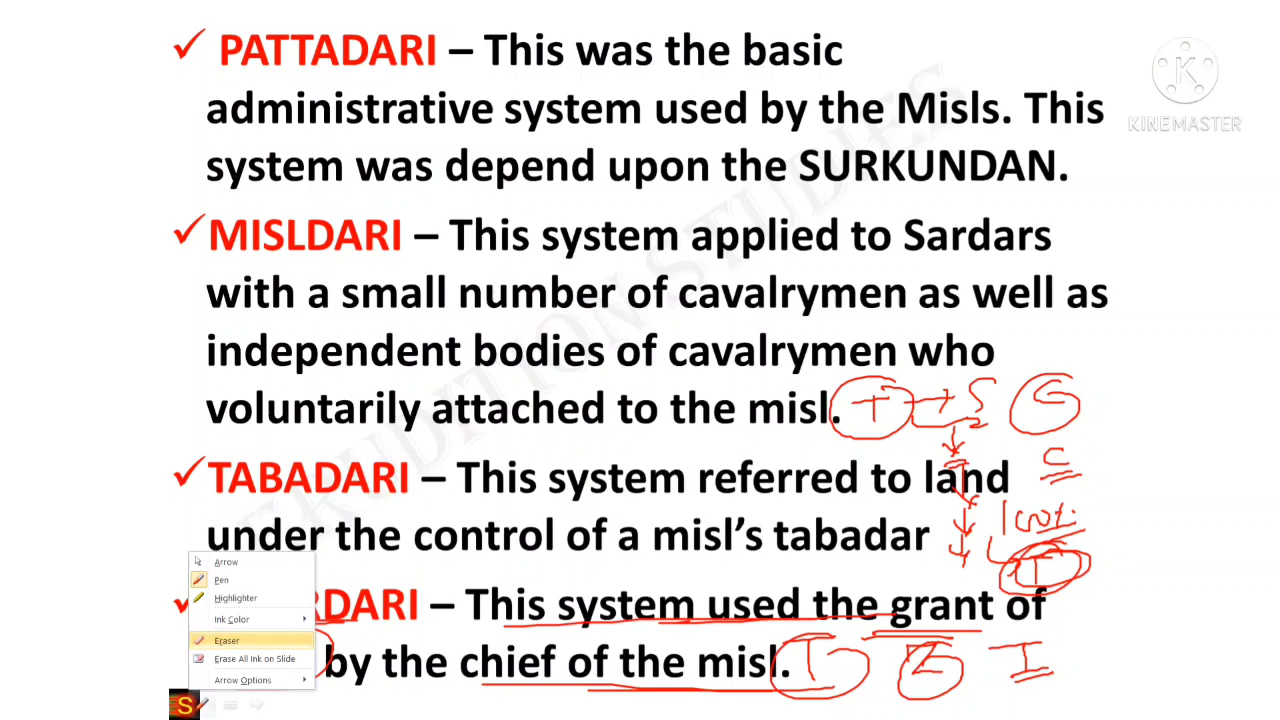 ✓ PATTADARI – This was the basic
administrative system used by the Misls. This
system was depend upon the SURKUNDAN.
✓MISLDARI – This system applied to Sardars
with a small number of cavalrymen as well as
independent bodies of cavalrymen who
voluntarily attached to the misl.
✓TABADARI – This system referred to land
under the control of a misl's tabadar
RDARI – This system used the grant of
by the chief of the misl.
KINEMASTER
ERUDITION STUDIES
T S G
C
T
T Z I
Arrow
Pen
Highlighter
Ink Color
Eraser
Erase All Ink on Slide
Arrow Options
S